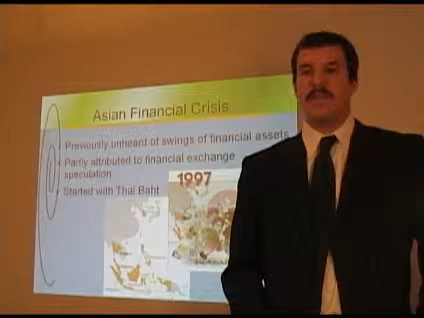 Asian Financial Crisis
Previously unheard of swings of financial assets
Partly attributed to financial exchange
speculation
Started with Thai Baht
1997